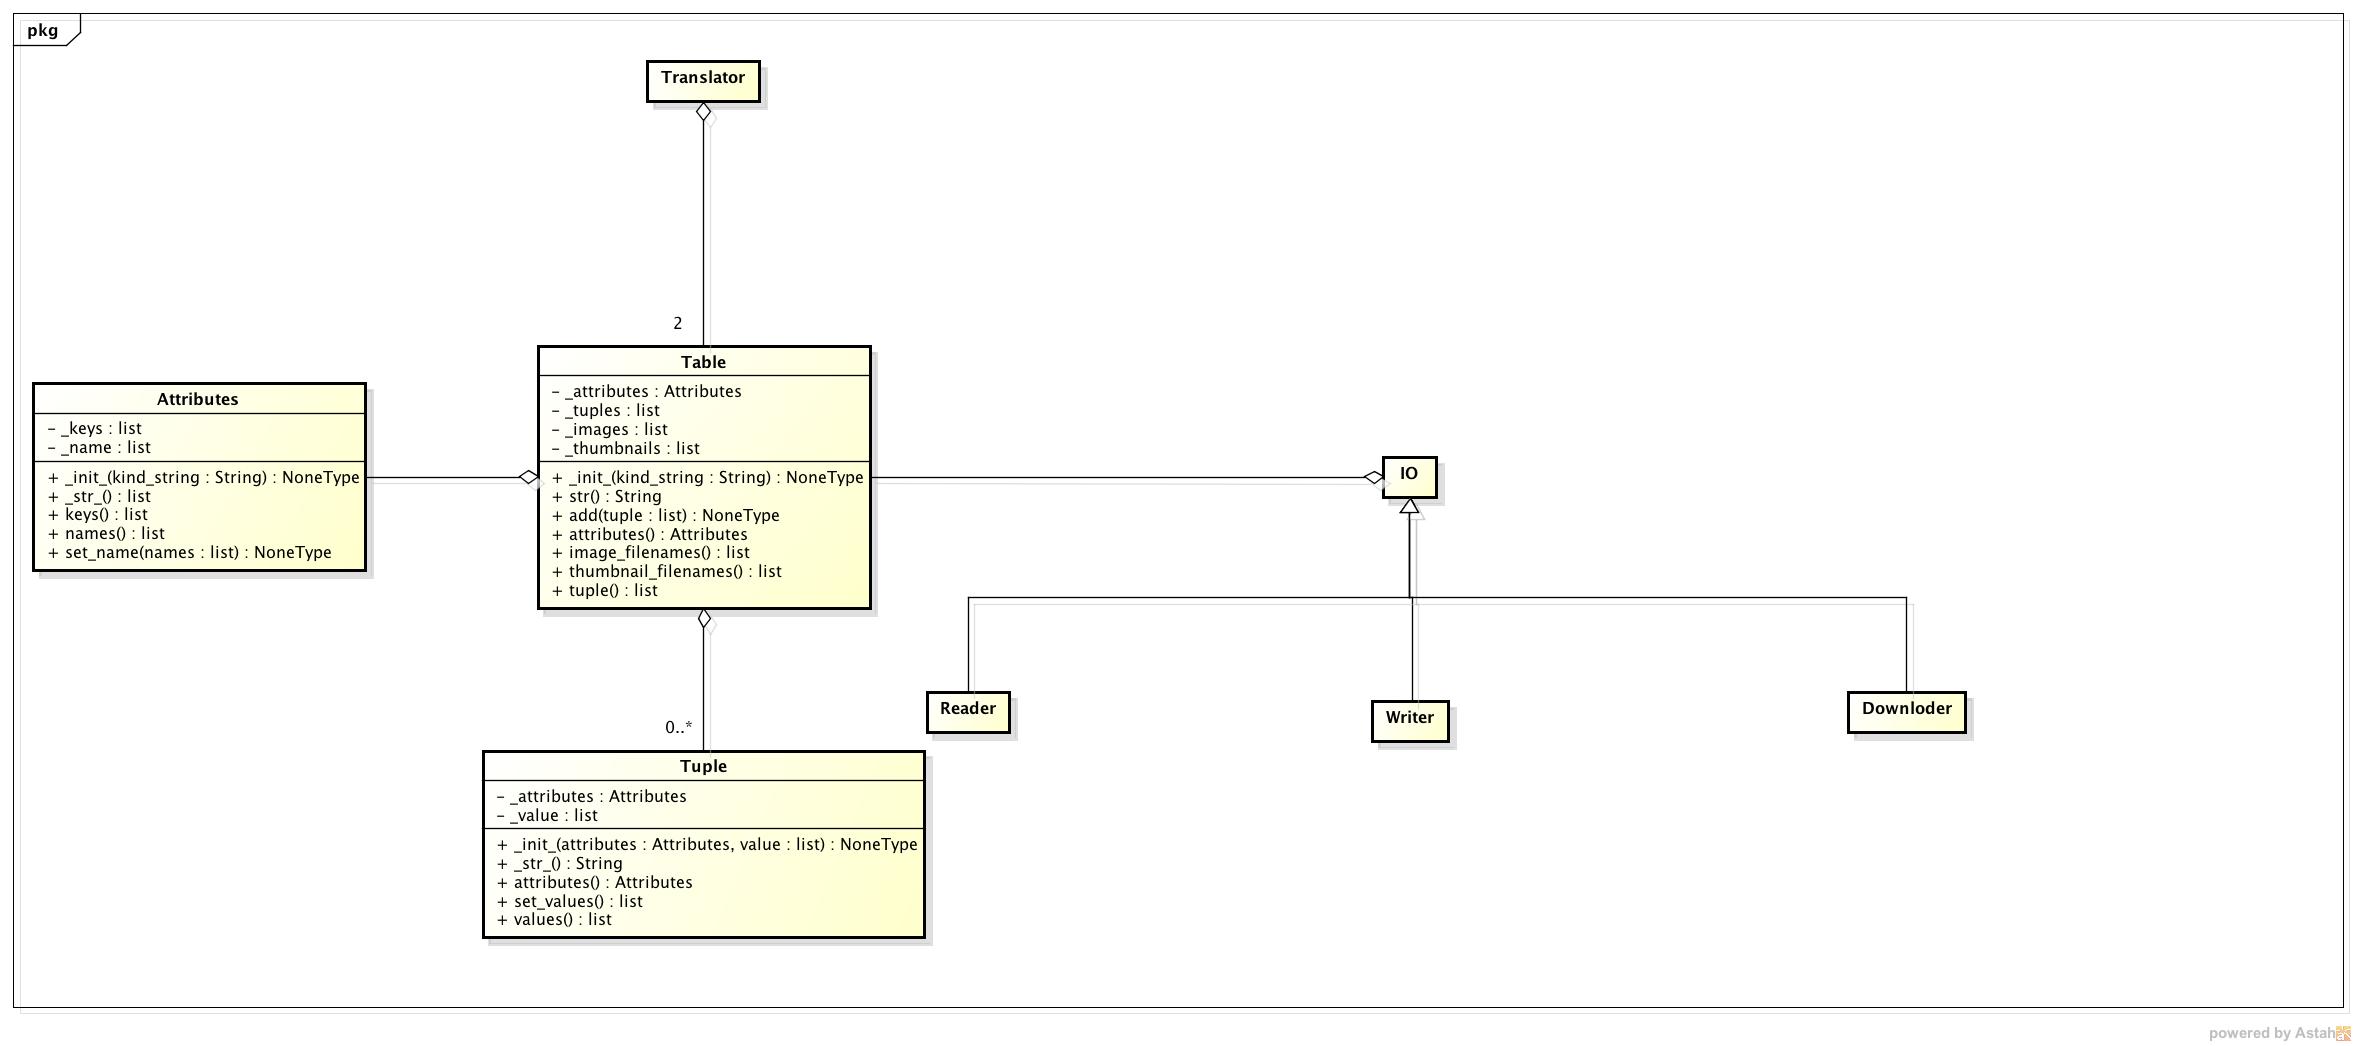 pkg
Translator
2
Table
– _attributes : Attributes
– _tuples : list
– _images : list
– _thumbnails : list
+ _init_(kind_string : String) : NoneType
+ str() : String
+ add(tuple : list) : NoneType
+ attributes() : Attributes
+ image_filenames() : list
+ thumbnail_filenames() : list
+ tuple() : list
Attributes
– _keys : list
– _name : list
+ _init_(kind_string : String) : NoneType
+ _str_() : list
+ keys() : list
+ names() : list
+ set_name(names : list) : NoneType
IO
Reader
Writer
Downloder
0..*
Tuple
– _attributes : Attributes
– _value : list
+ _init_(attributes : Attributes, value : list) : NoneType
+ _str_() : String
+ attributes() : Attributes
+ set_values() : list
+ values() : list
powered by Astah